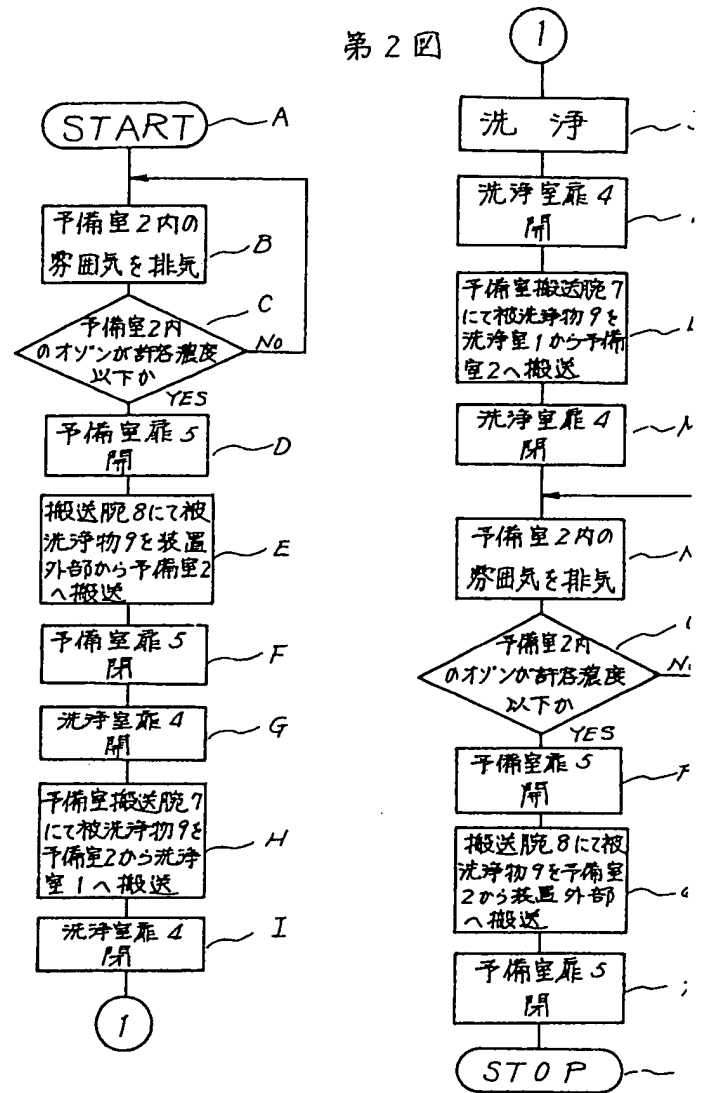 第2図
START
A
予備室2内の
雰囲気を排気
B
C
予備室2内
のオゾンが許容濃度
以下か
No
YES
予備室扉5
開
D
搬送腕8にて被
洗浄物9を装置
外部から予備室2
へ搬送
E
予備室扉5
閉
F
洗浄室扉4
開
G
予備室搬送腕7
にて被洗浄物9を
予備室2から洗浄
室1へ搬送
H
洗浄室扉4
閉
I
1
1
洗浄
洗浄室扉4
開
予備室搬送腕7
にて被洗浄物9を
洗浄室1から予備
室2へ搬送
洗浄室扉4
閉
予備室2内の
雰囲気を排気
予備室2内
のオゾンが許容濃度
以下か
YES
予備室扉5
開
搬送腕8にて被
洗浄物9を予備室
2から装置外部
へ搬送
予備室扉5
閉
STOP